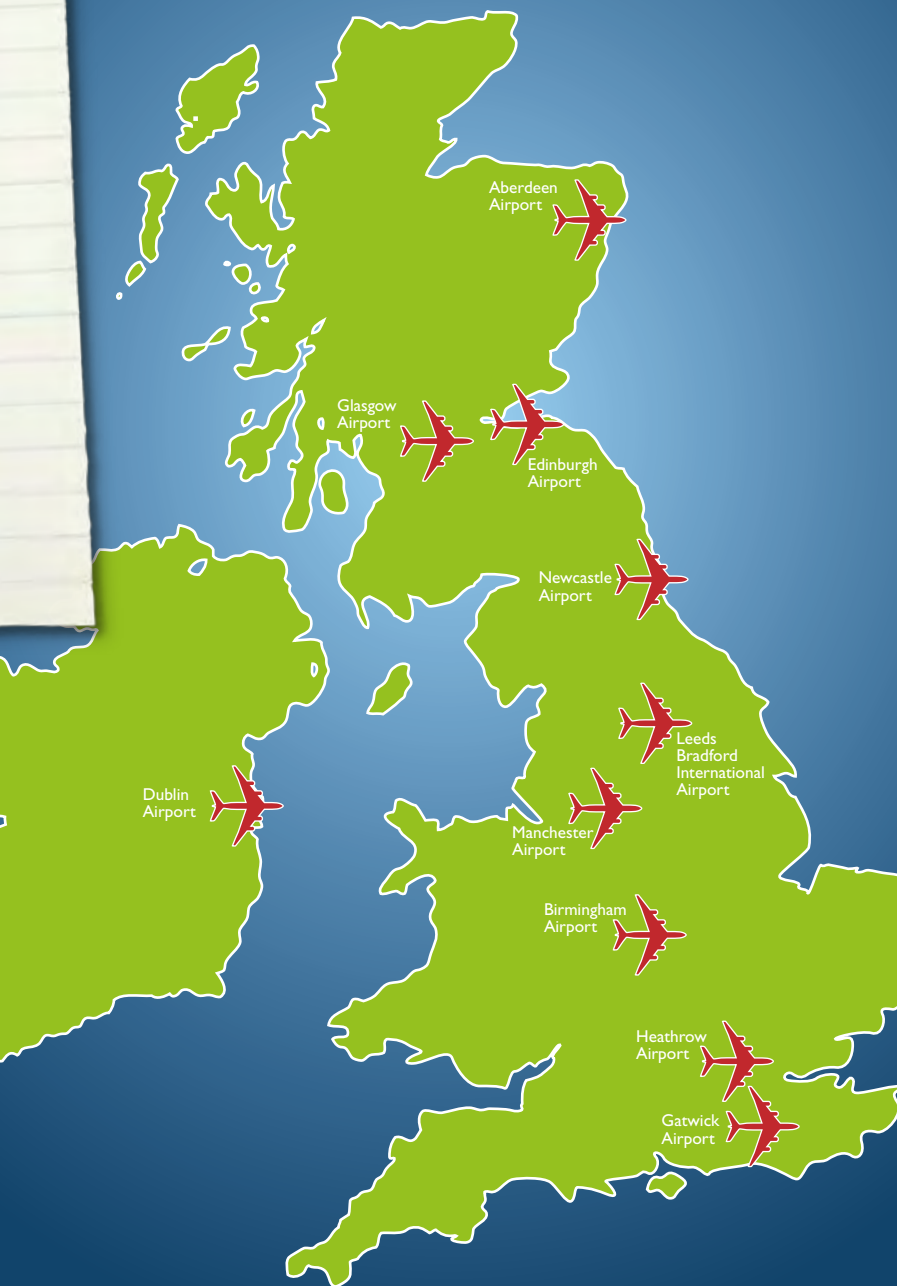 Aberdeen
Airport
Glasgow
Airport
Edinburgh
Airport
Newcastle
Airport
Leeds
Bradford
International
Airport
Dublin
Airport
Manchester
Airport
Birmingham
Airport
Heathrow
Airport
Gatwick
Airport